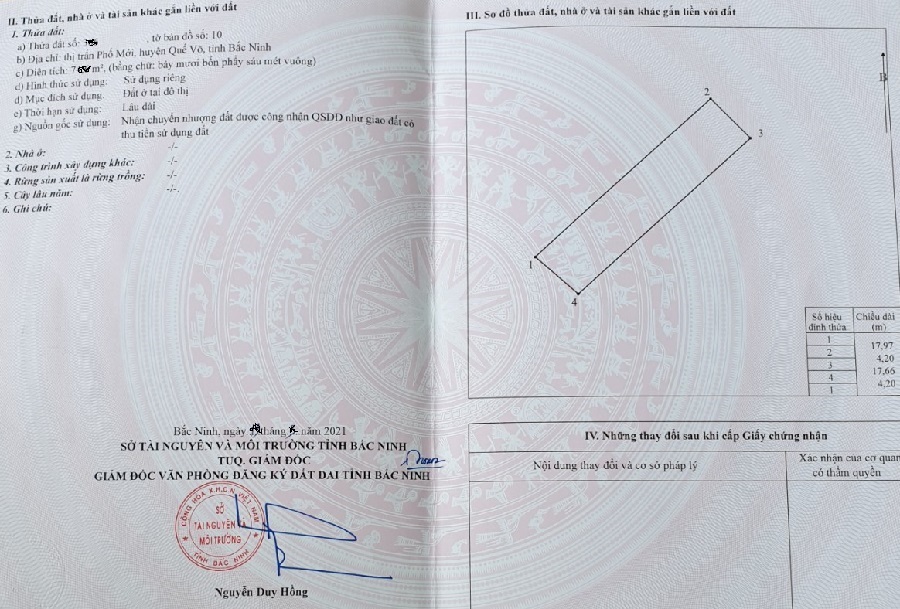 II. Thửa đất, nhà ở và tài sản khác gắn liền với đất
1. Thửa đất:
a) Thửa đất số: , tờ bản đồ số: 10
b) Địa chỉ: thị trấn Phố Mới, huyện Quế Võ, tỉnh Bắc Ninh
c) Diện tích: m², (bằng chữ: bảy mươi bốn phẩy sáu mét vuông)
d) Hình thức sử dụng: Sử dụng riêng
đ) Mục đích sử dụng: Đất ở tại đô thị
e) Thời hạn sử dụng: Lâu dài
g) Nguồn gốc sử dụng: Nhận chuyển nhượng đất được công nhận QSDĐ như giao đất có
thu tiền sử dụng đất
2. Nhà ở: -/-
3. Công trình xây dựng khác: -/-
4. Rừng sản xuất là rừng trồng: -/-
5. Cây lâu năm: -/-.
6. Ghi chú:
Bắc Ninh, ngày tháng năm 2021
SỞ TÀI NGUYÊN VÀ MÔI TRƯỜNG TỈNH BẮC NINH
TUQ. GIÁM ĐỐC
GIÁM ĐỐC VĂN PHÒNG ĐĂNG KÝ ĐẤT ĐAI TỈNH BẮC NINH
CỘNG HÒA X.H.C.N VIỆT NAM
SỞ
TÀI NGUYÊN VÀ
MÔI TRƯỜNG
TỈNH BẮC NINH
Nguyễn Duy Hồng
III. Sơ đồ thửa đất, nhà ở và tài sản khác gắn liền với đất
B
2
3
1
4
Số hiệu đỉnh thửa Chiều dài (m)
1
17,97
2
4,20
3
17,66
4
4,20
1
IV. Những thay đổi sau khi cấp Giấy chứng nhận
Nội dung thay đổi và cơ sở pháp lý
Xác nhận của cơ quan
có thẩm quyền